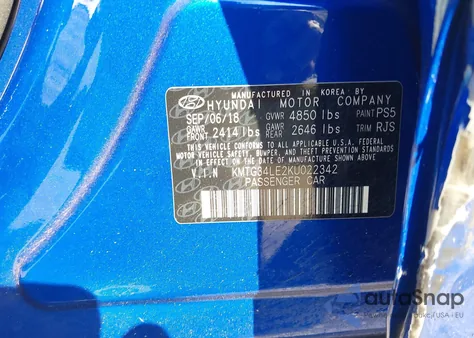 MANUFACTURED IN KOREA BY
HYUNDAI MOTOR COMPANY
SEP/06/18 GVWR 4850 lbs PAINT PS5
GAWR FRONT 2414 lbs GAWR REAR 2646 lbs TRIM RJS
THIS VEHICLE CONFORMS TO ALL APPLICABLE U.S.A. FEDERAL
MOTOR VEHICLE SAFETY, BUMPER, AND THEFT PREVENTION STANDARDS
IN EFFECT ON THE DATE OF MANUFACTURE SHOWN ABOVE.
V.I.N KMTG34LE2KU022342
PASSENGER CAR
autoSnap
/USA i EU